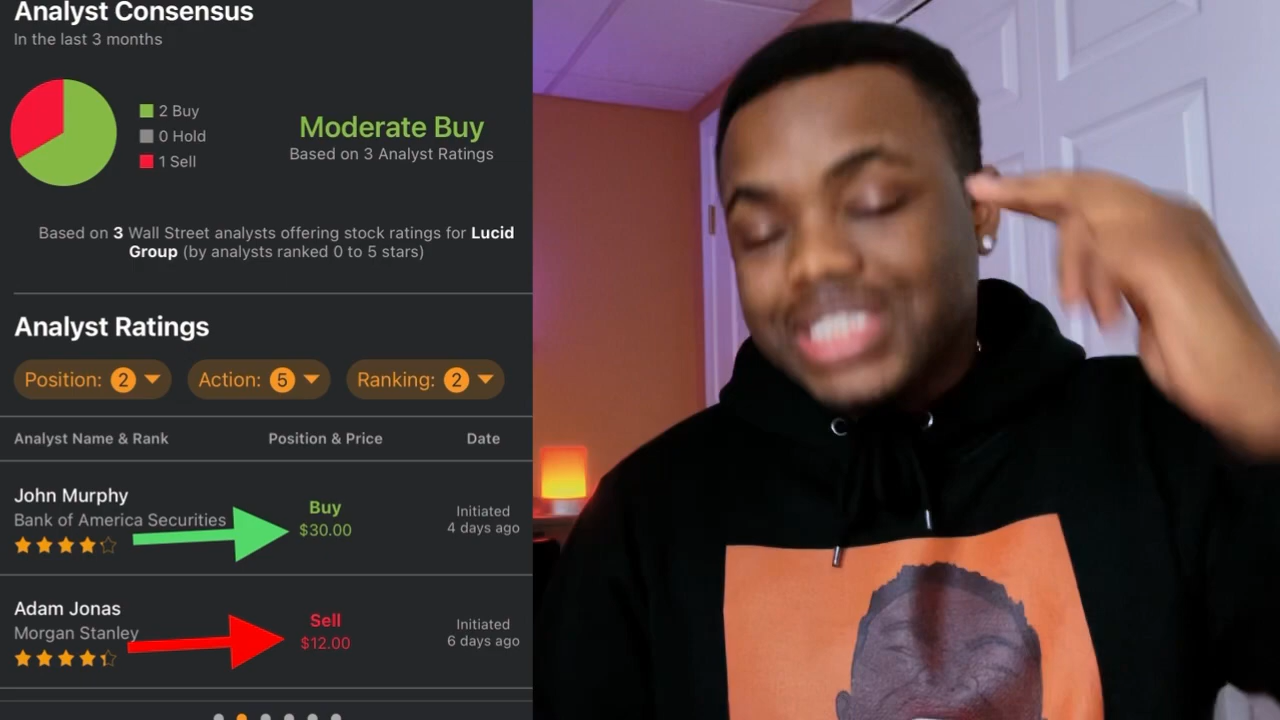 Analyst Consensus
In the last 3 months
2 Buy
0 Hold
1 Sell
Moderate Buy
Based on 3 Analyst Ratings
Based on 3 Wall Street analysts offering stock ratings for Lucid
Group (by analysts ranked 0 to 5 stars)
Analyst Ratings
Position: 2
Action: 5
Ranking: 2
Analyst Name & Rank
Position & Price
Date
John Murphy
Bank of America Securities
Buy
$30.00
Initiated
4 days ago
Adam Jonas
Morgan Stanley
Sell
$12.00
Initiated
6 days ago